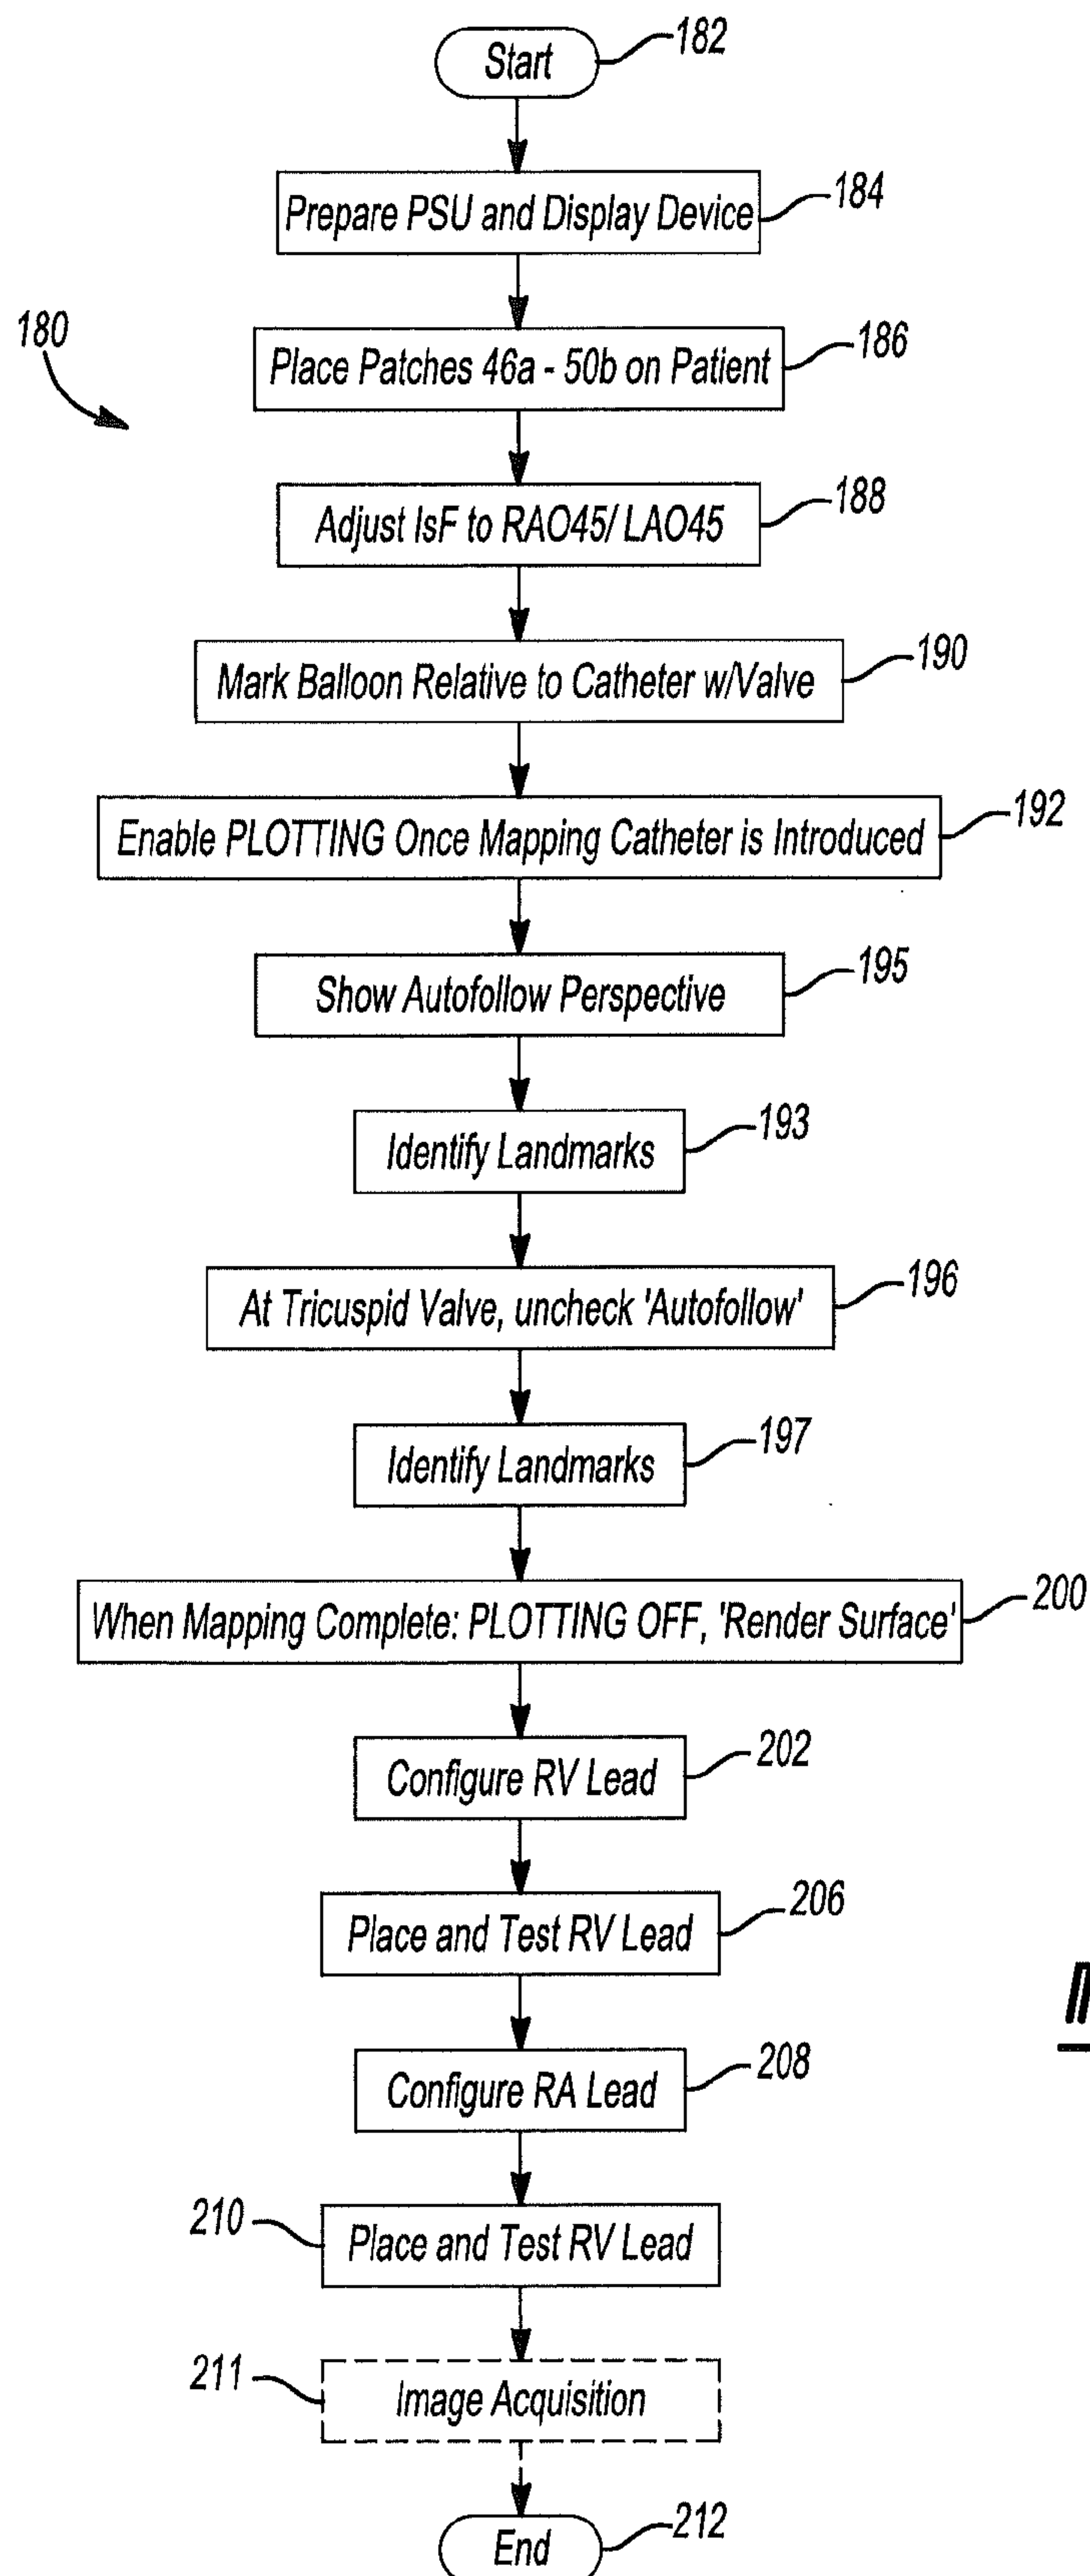 Start
182
Prepare PSU and Display Device
184
180
Place Patches 46a - 50b on Patient
186
Adjust IsF to RAO45/ LAO45
188
Mark Balloon Relative to Catheter w/Valve
190
Enable PLOTTING Once Mapping Catheter is Introduced
192
Show Autofollow Perspective
195
Identify Landmarks
193
At Tricuspid Valve, uncheck 'Autofollow'
196
Identify Landmarks
197
When Mapping Complete: PLOTTING OFF, 'Render Surface'
200
Configure RV Lead
202
Place and Test RV Lead
206
Configure RA Lead
208
210
Place and Test RV Lead
211
Image Acquisition
End
212